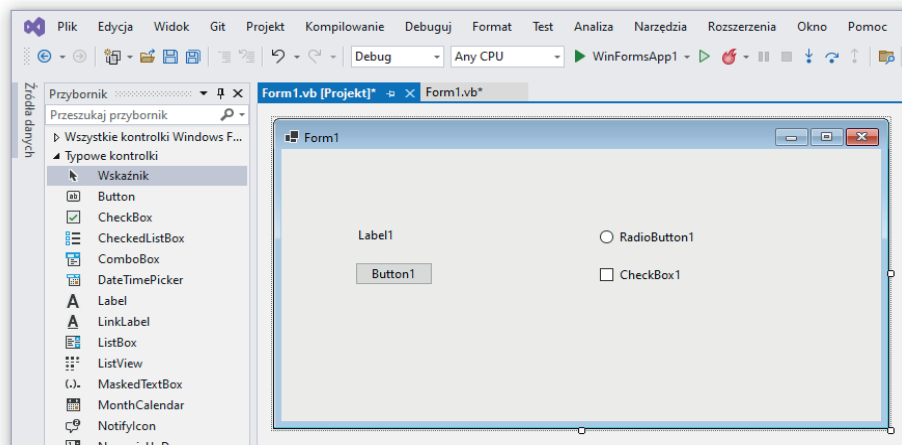 Plik Edycja Widok Git Projekt Kompilowanie Debuguj Format Test Analiza Narzędzia Rozszerzenia Okno Pomoc
Debug Any CPU WinFormsApp1
Źródła danych
Przybornik
Przeszukaj przybornik
Wszystkie kontrolki Windows F...
Typowe kontrolki
Wskaźnik
Button
CheckBox
CheckedListBox
ComboBox
DateTimePicker
Label
LinkLabel
ListBox
ListView
MaskedTextBox
MonthCalendar
NotifyIcon
Form1.vb [Projekt]* Form1.vb*
Form1
Label1 RadioButton1
Button1 CheckBox1